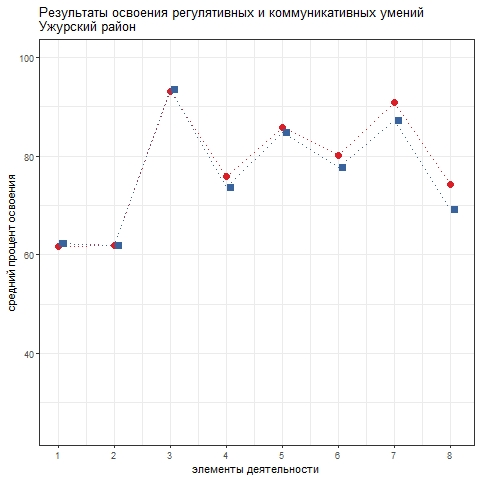 Результаты освоения регулятивных и коммуникативных умений
Ужурский район
100
80
60
40
средний процент освоения
1 2 3 4 5 6 7 8
элементы деятельности